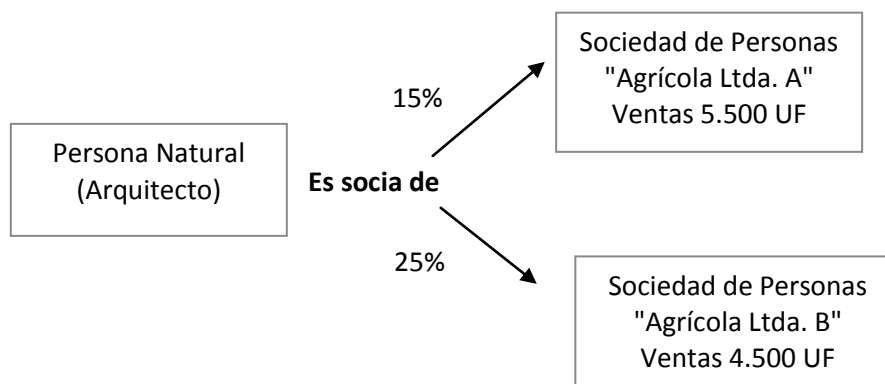 Persona Natural
(Arquitecto)
Es socia de
15%
Sociedad de Personas
"Agrícola Ltda. A"
Ventas 5.500 UF
25%
Sociedad de Personas
"Agrícola Ltda. B"
Ventas 4.500 UF